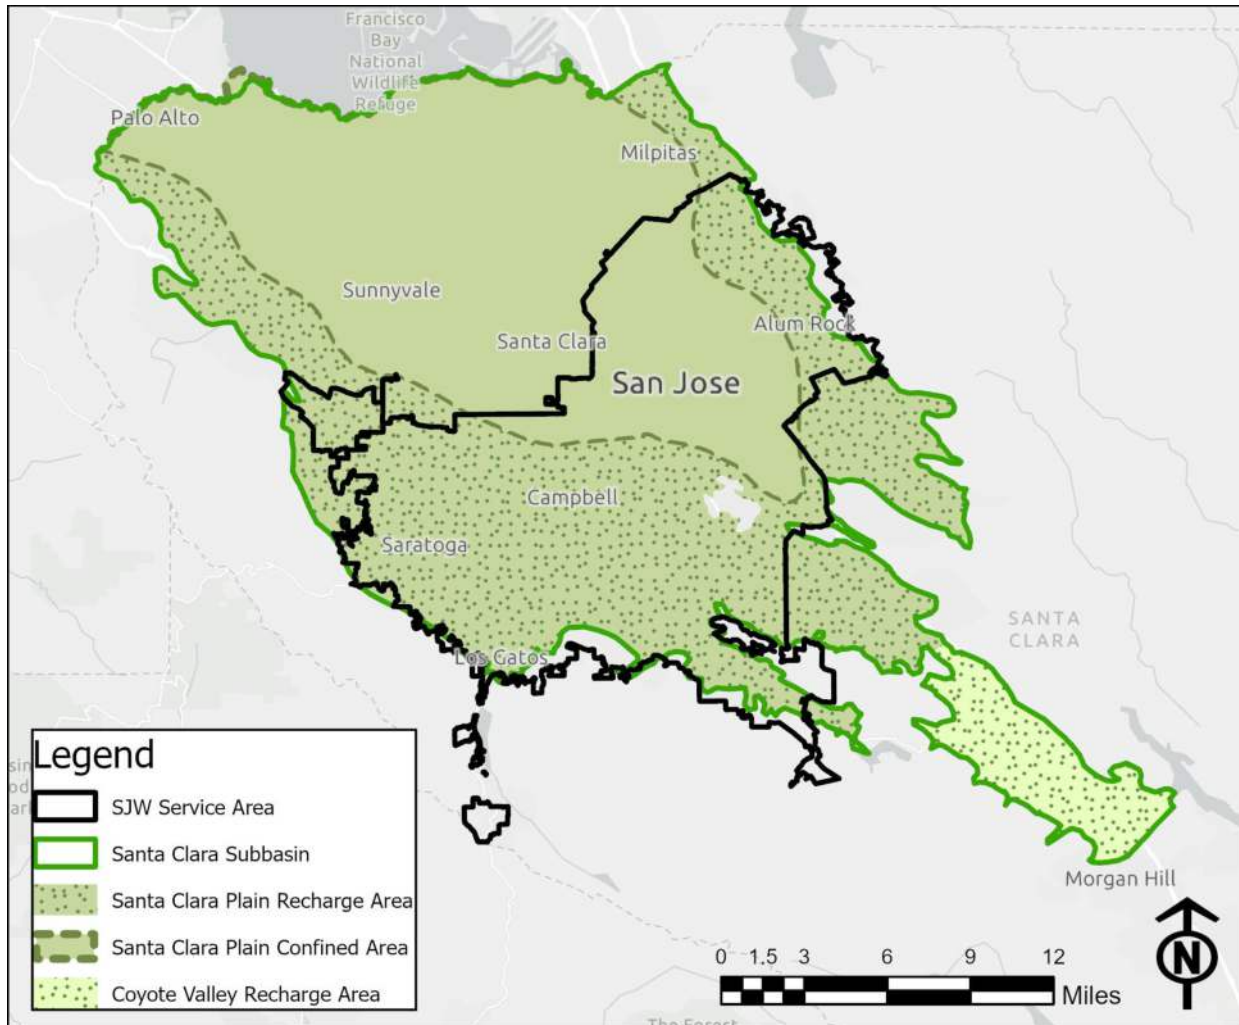 Francisco
Bay
National
Wildlife
Refuge
Palo Alto
Milpitas
Sunnyvale
Santa Clara
Alum Rock
San Jose
Campbell
Saratoga
Los Gatos
SANTA
CLARA
Morgan Hill
Legend
SJW Service Area
Santa Clara Subbasin
Santa Clara Plain Recharge Area
Santa Clara Plain Confined Area
Coyote Valley Recharge Area
0 1.5 3 6 9 12
Miles
N
The Forest